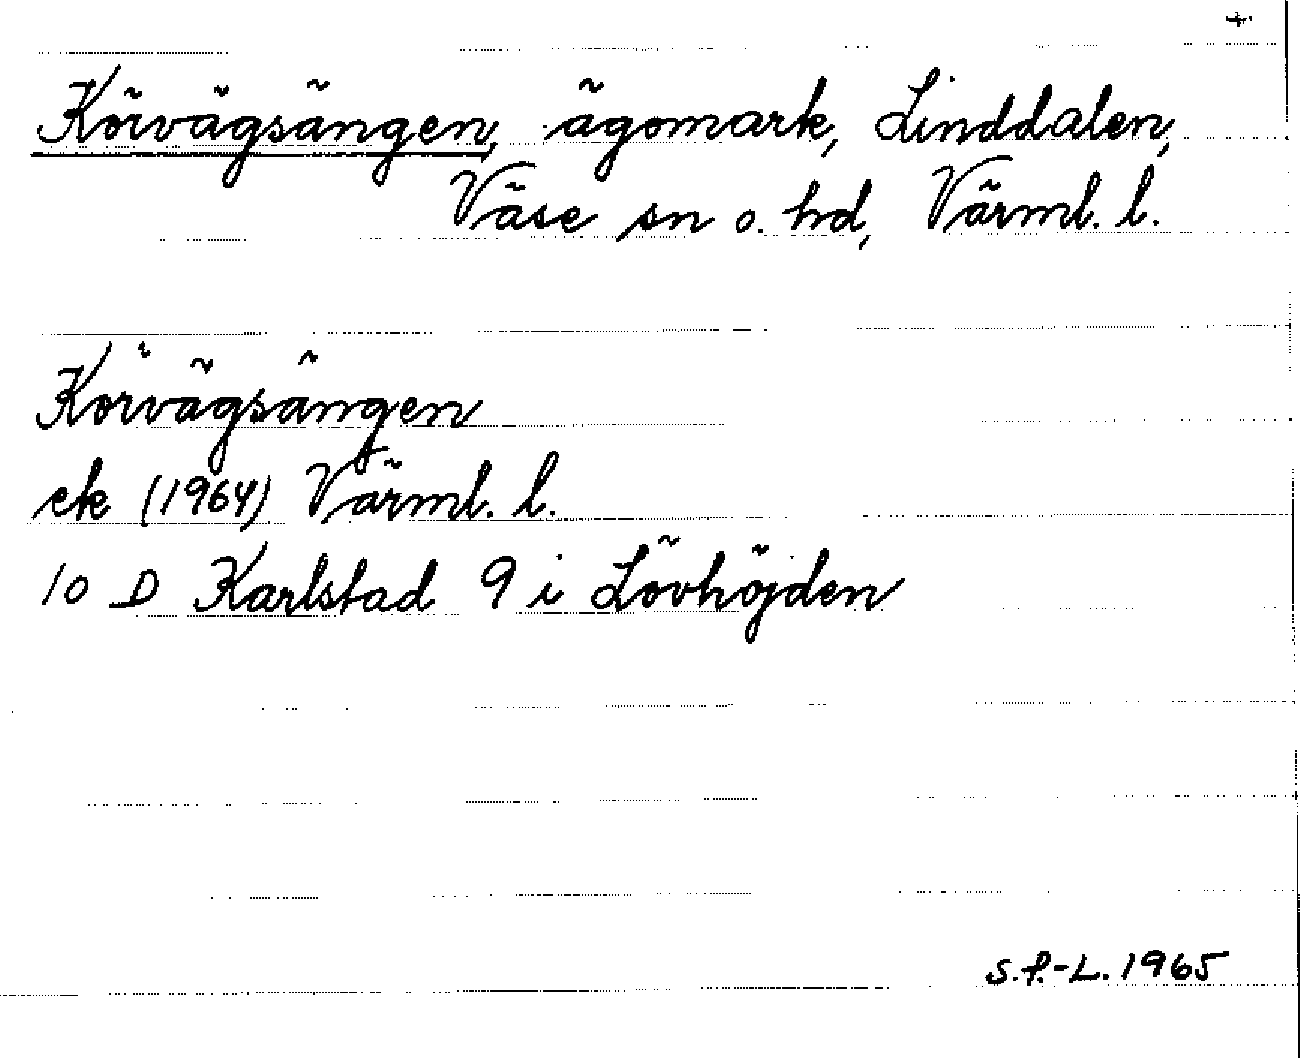 +
Körvägsängen, ägomark, Linddalen,
Väse sn o. hd, Värml. l.
Körvägsängen
ek (1964) Värml. l.
10 D Karlstad 9 i Lövhöjden
S.P.-L. 1965